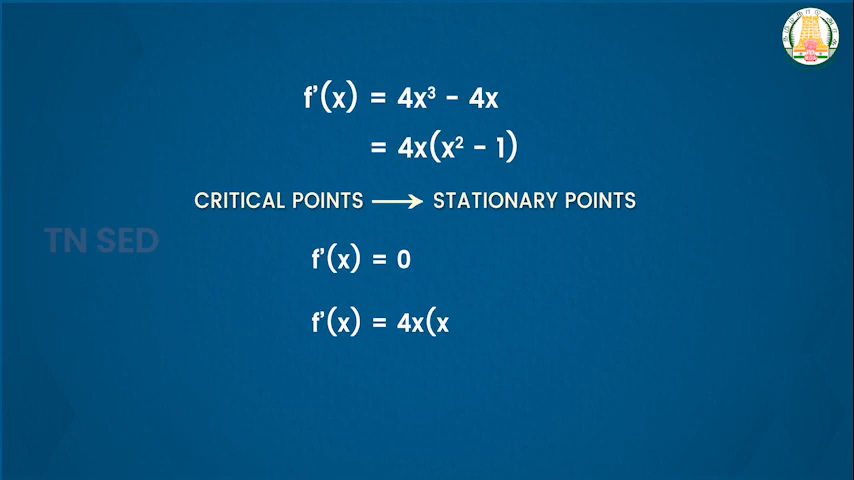 f'(x) = 4x³ - 4x
= 4x(x² - 1)
CRITICAL POINTS ⟶ STATIONARY POINTS
TN SED
f'(x) = 0
f'(x) = 4x(x